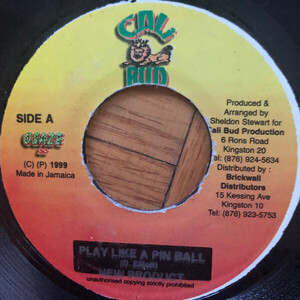 CALI
BUD
SIDE A
(C) (P) 1999
Made in Jamaica
Produced &
Arranged by
Sheldon Stewart for
Cali Bud Production
6 Rons Road
Kingston 20
Tel: (876) 924-5634
Distributed by :
Brickwall
Distributors
15 Keesing Ave
Kingston 10
Tel: (876) 923-5753
PLAY LIKE A PIN BALL
NEW PRODUCT
unauthorised copying strictly prohibited